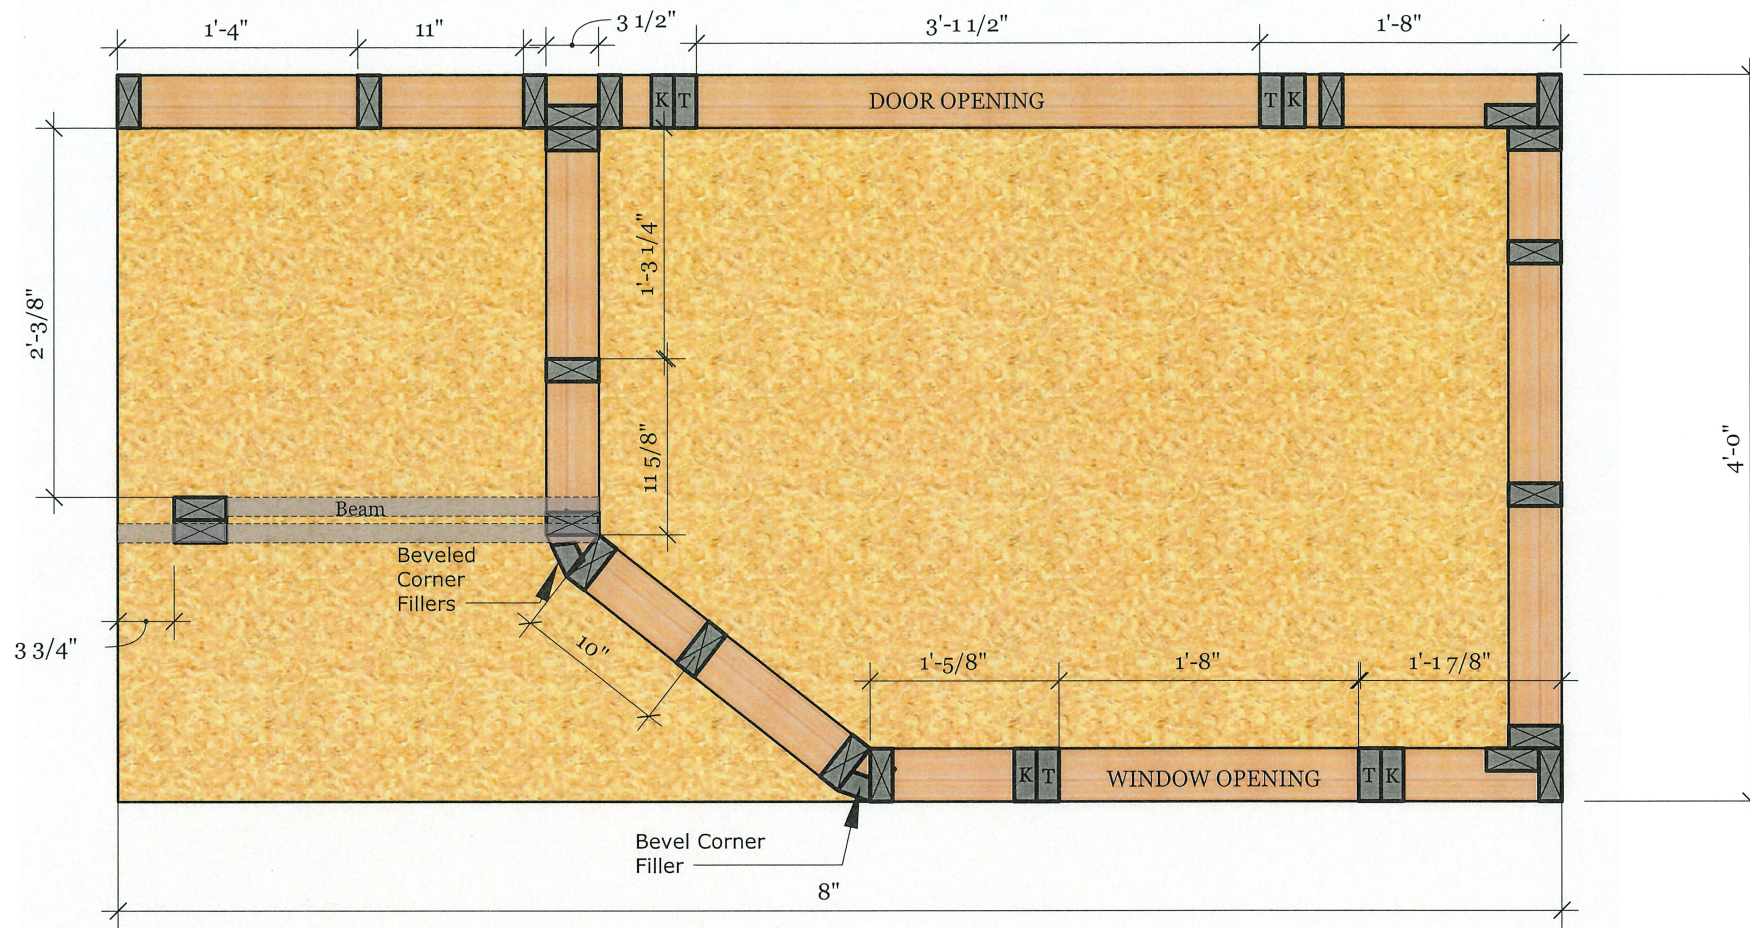 1'-4"
11"
3 1/2"
3'-1 1/2"
1'-8"
K T
DOOR OPENING
T K
1'-3 1/4"
2'-3/8"
11 5/8"
4'-0"
Beam
Beveled
Corner
Fillers
3 3/4"
10"
1'-5/8"
1'-8"
1'-1 7/8"
K T
WINDOW OPENING
T K
Bevel Corner
Filler
8"